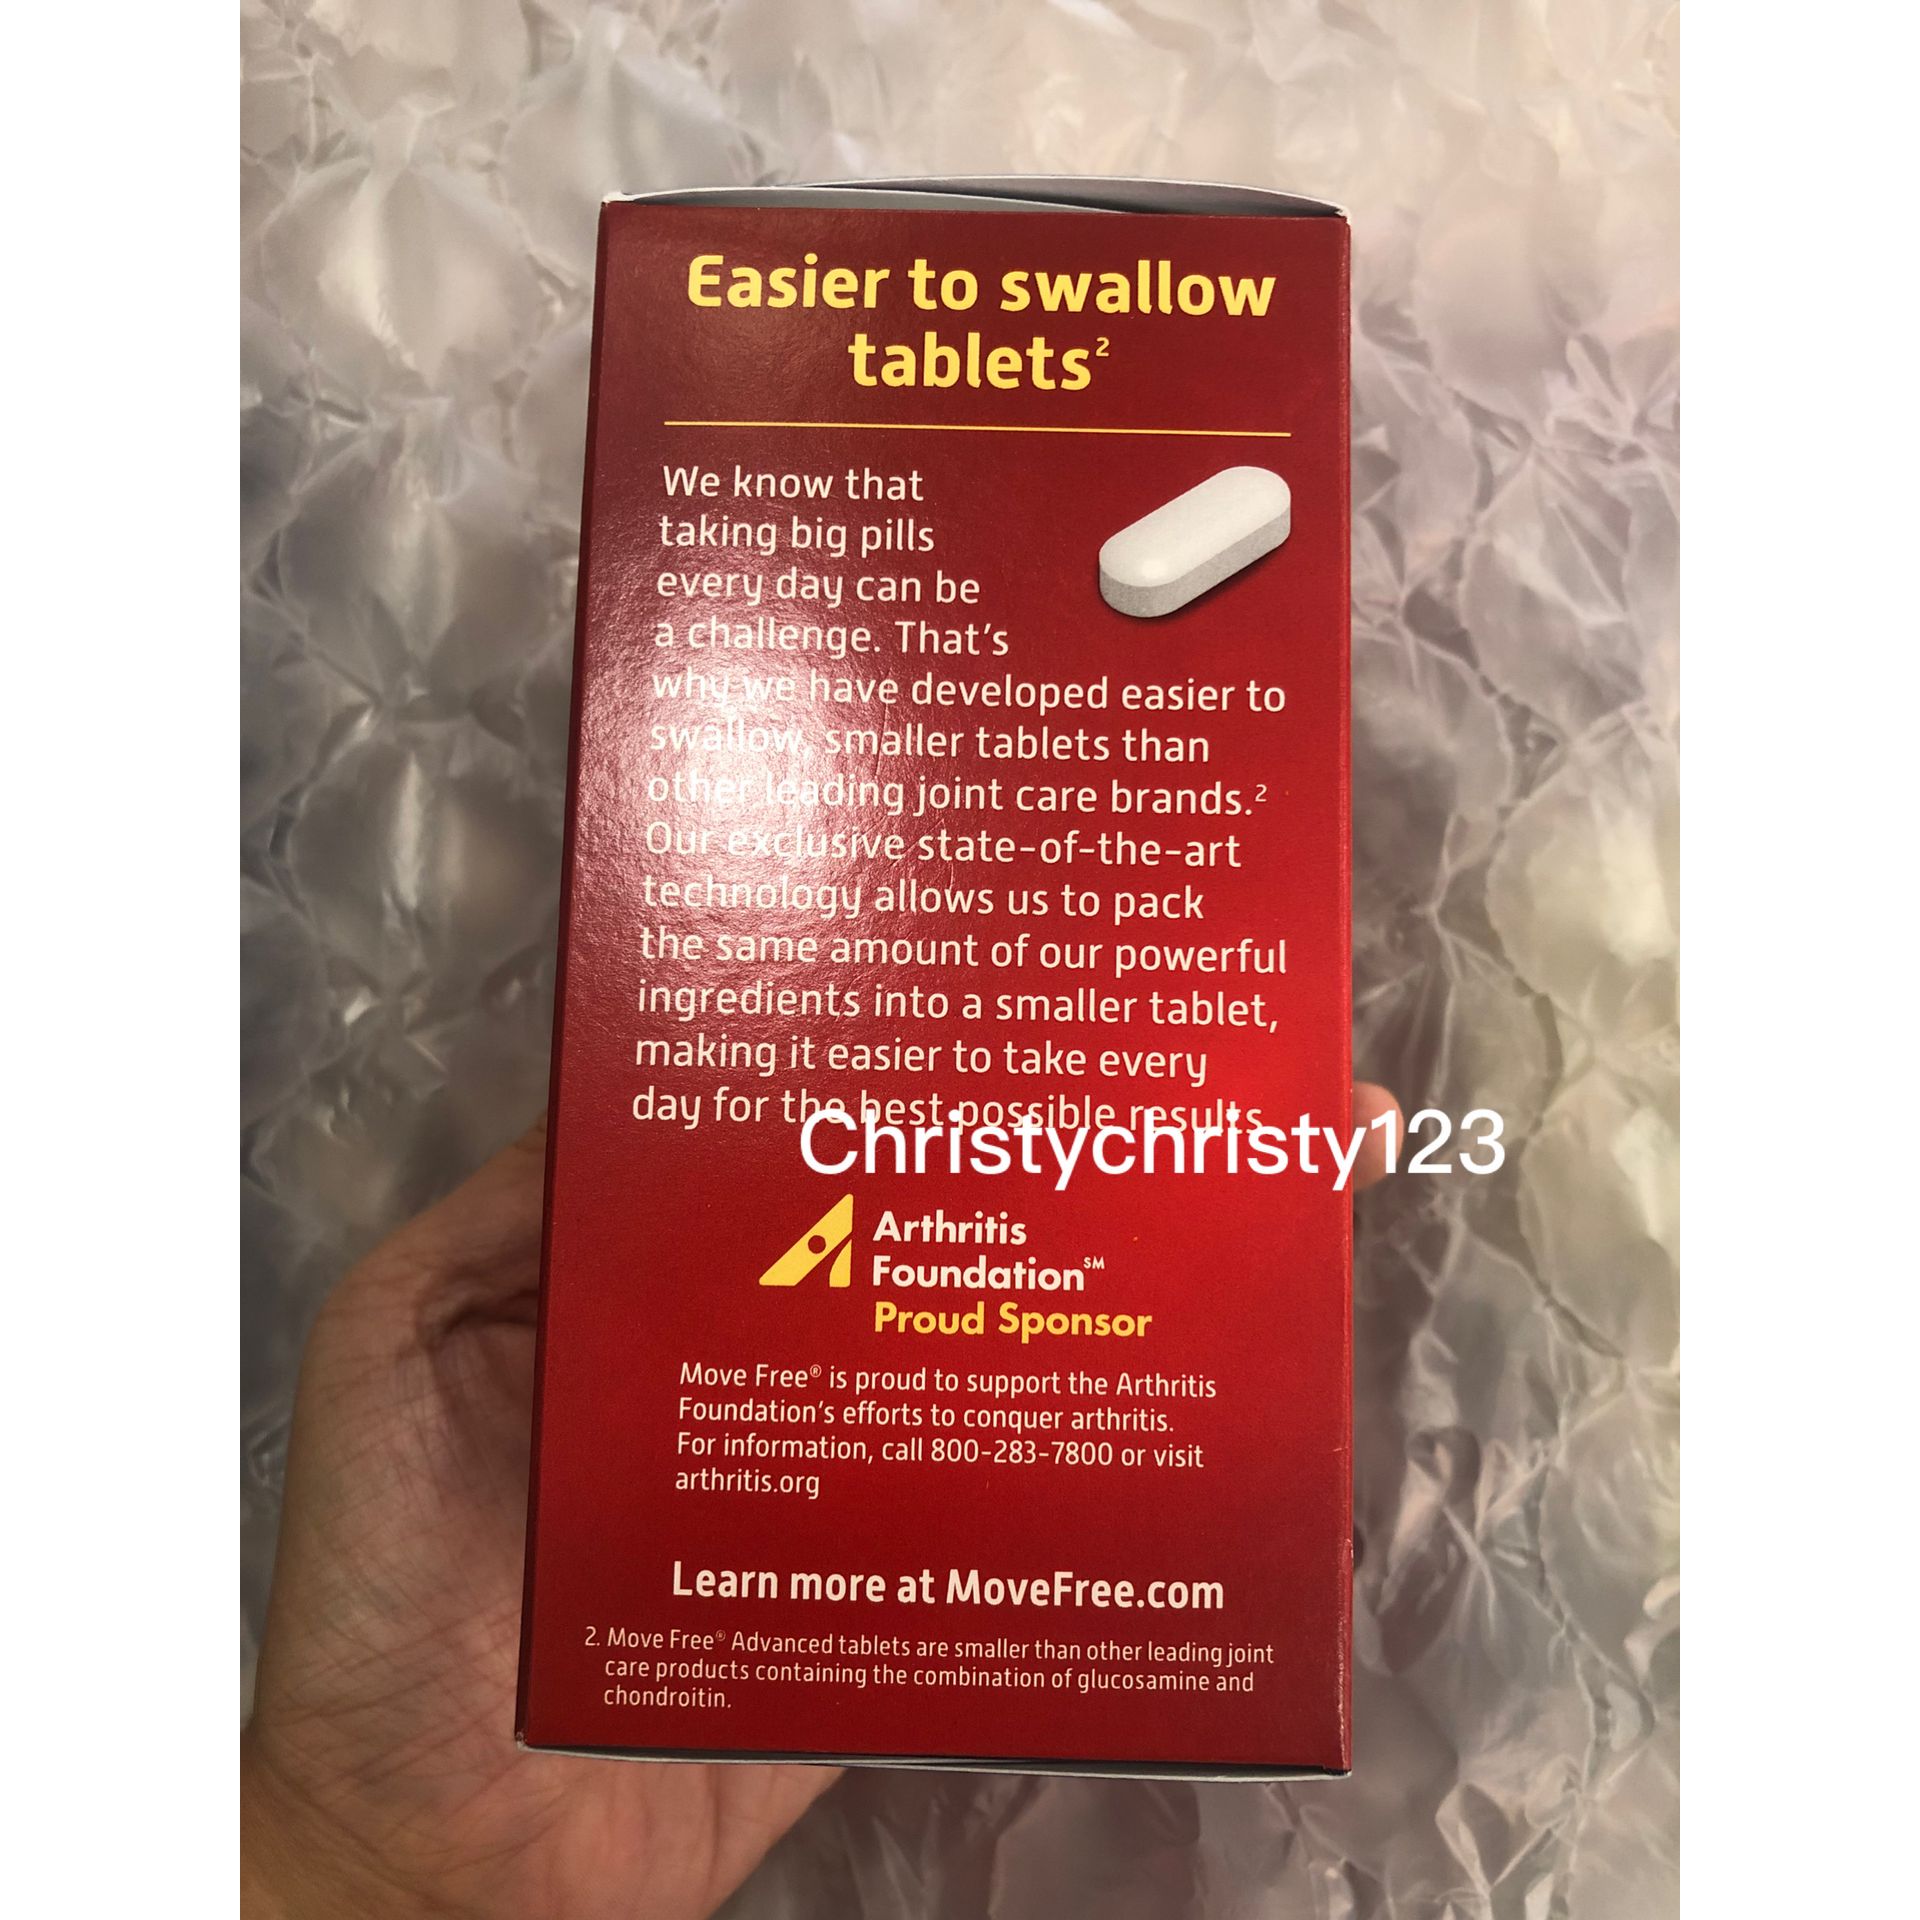 Easier to swallow
tablets²
We know that
taking big pills
every day can be
a challenge. That's
why we have developed easier to
swallow, smaller tablets than
other leading joint care brands.²
Our exclusive state-of-the-art
technology allows us to pack
the same amount of our powerful
ingredients into a smaller tablet,
making it easier to take every
day for the best possible results.
Christychristy123
Arthritis
Foundation℠
Proud Sponsor
Move Free® is proud to support the Arthritis
Foundation's efforts to conquer arthritis.
For information, call 800-283-7800 or visit
arthritis.org
Learn more at MoveFree.com
2. Move Free® Advanced tablets are smaller than other leading joint
care products containing the combination of glucosamine and
chondroitin.